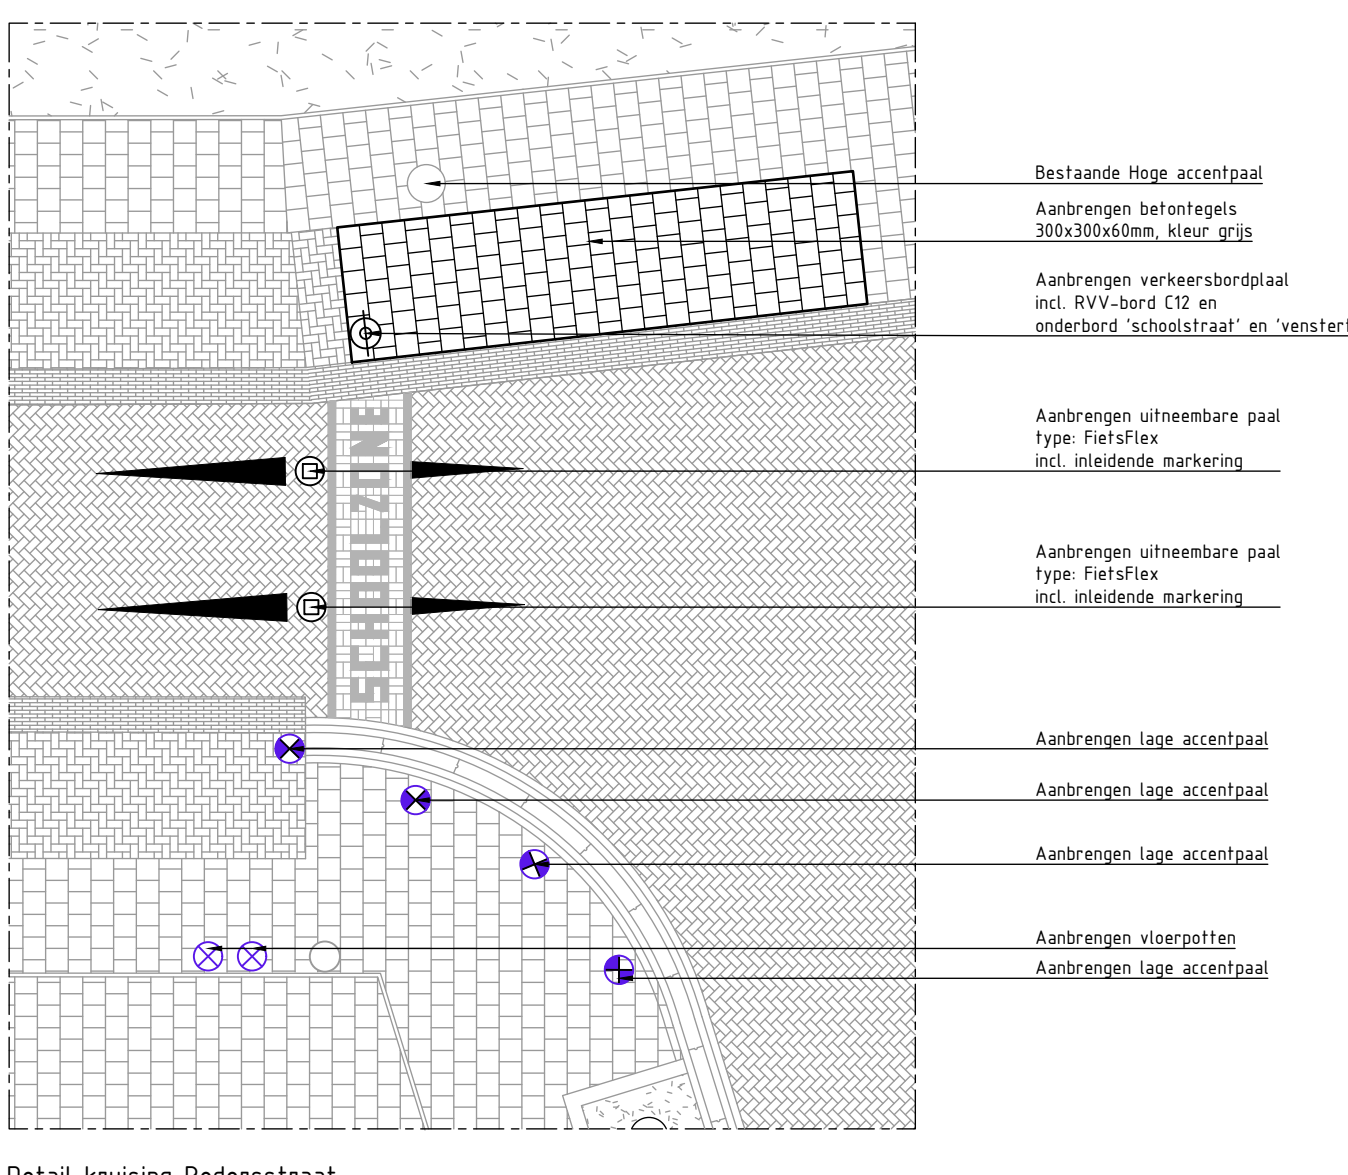 Bestaande Hoge accentpaal
Aanbrengen betontegels
300x300x60mm, kleur grijs
Aanbrengen verkeersbordplaal
incl. RVV-bord C12 en
onderbord 'schoolstraat' en
Aanbrengen uitneembare paal
type: FietsFlex
incl. inleidende markering
Aanbrengen uitneembare paal
type: FietsFlex
incl. inleidende markering
SCHOOLZONE
Aanbrengen lage accentpaal
Aanbrengen lage accentpaal
Aanbrengen lage accentpaal
Aanbrengen vloerpotten
Aanbrengen lage accentpaal
Detail kruising